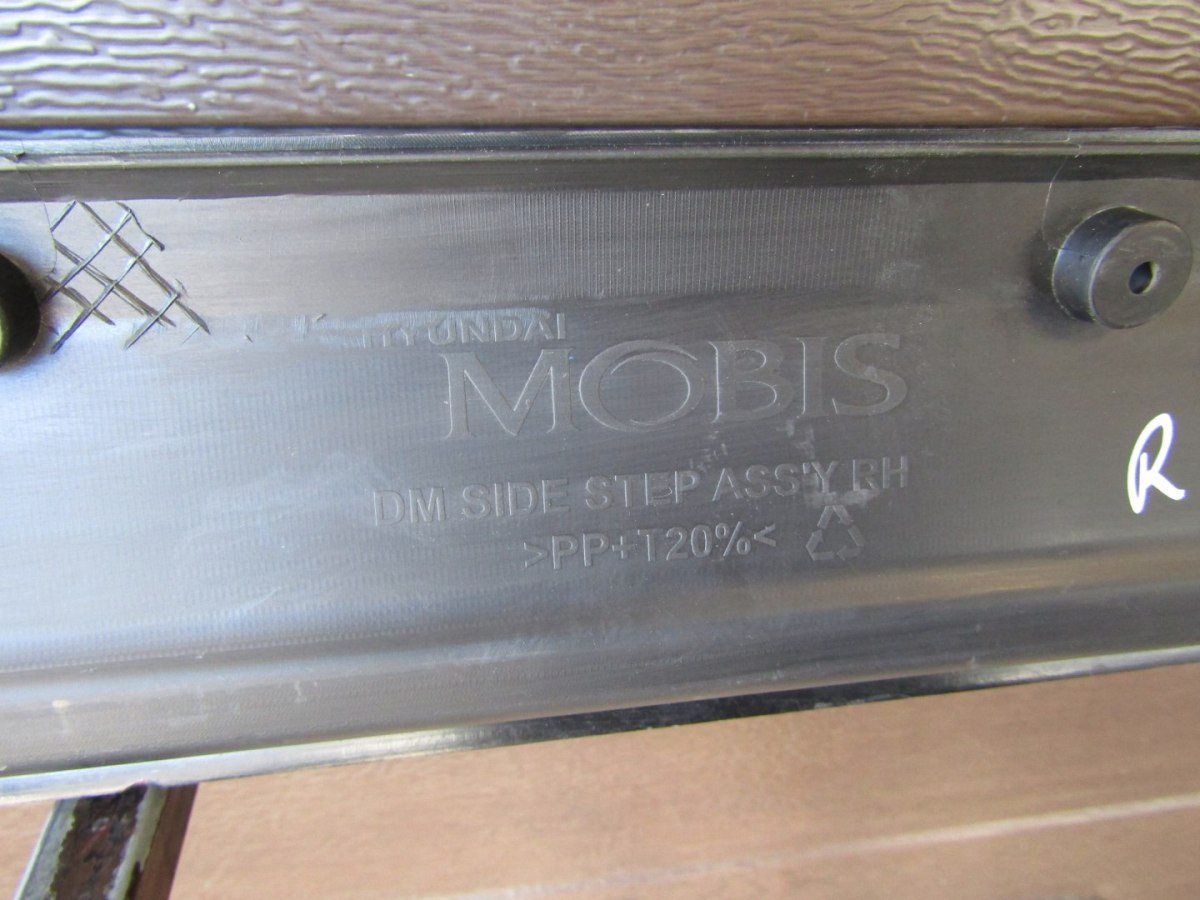 HYUNDAI
MOBIS
DM SIDE STEP ASS'Y RH
>PP+T20%<
R